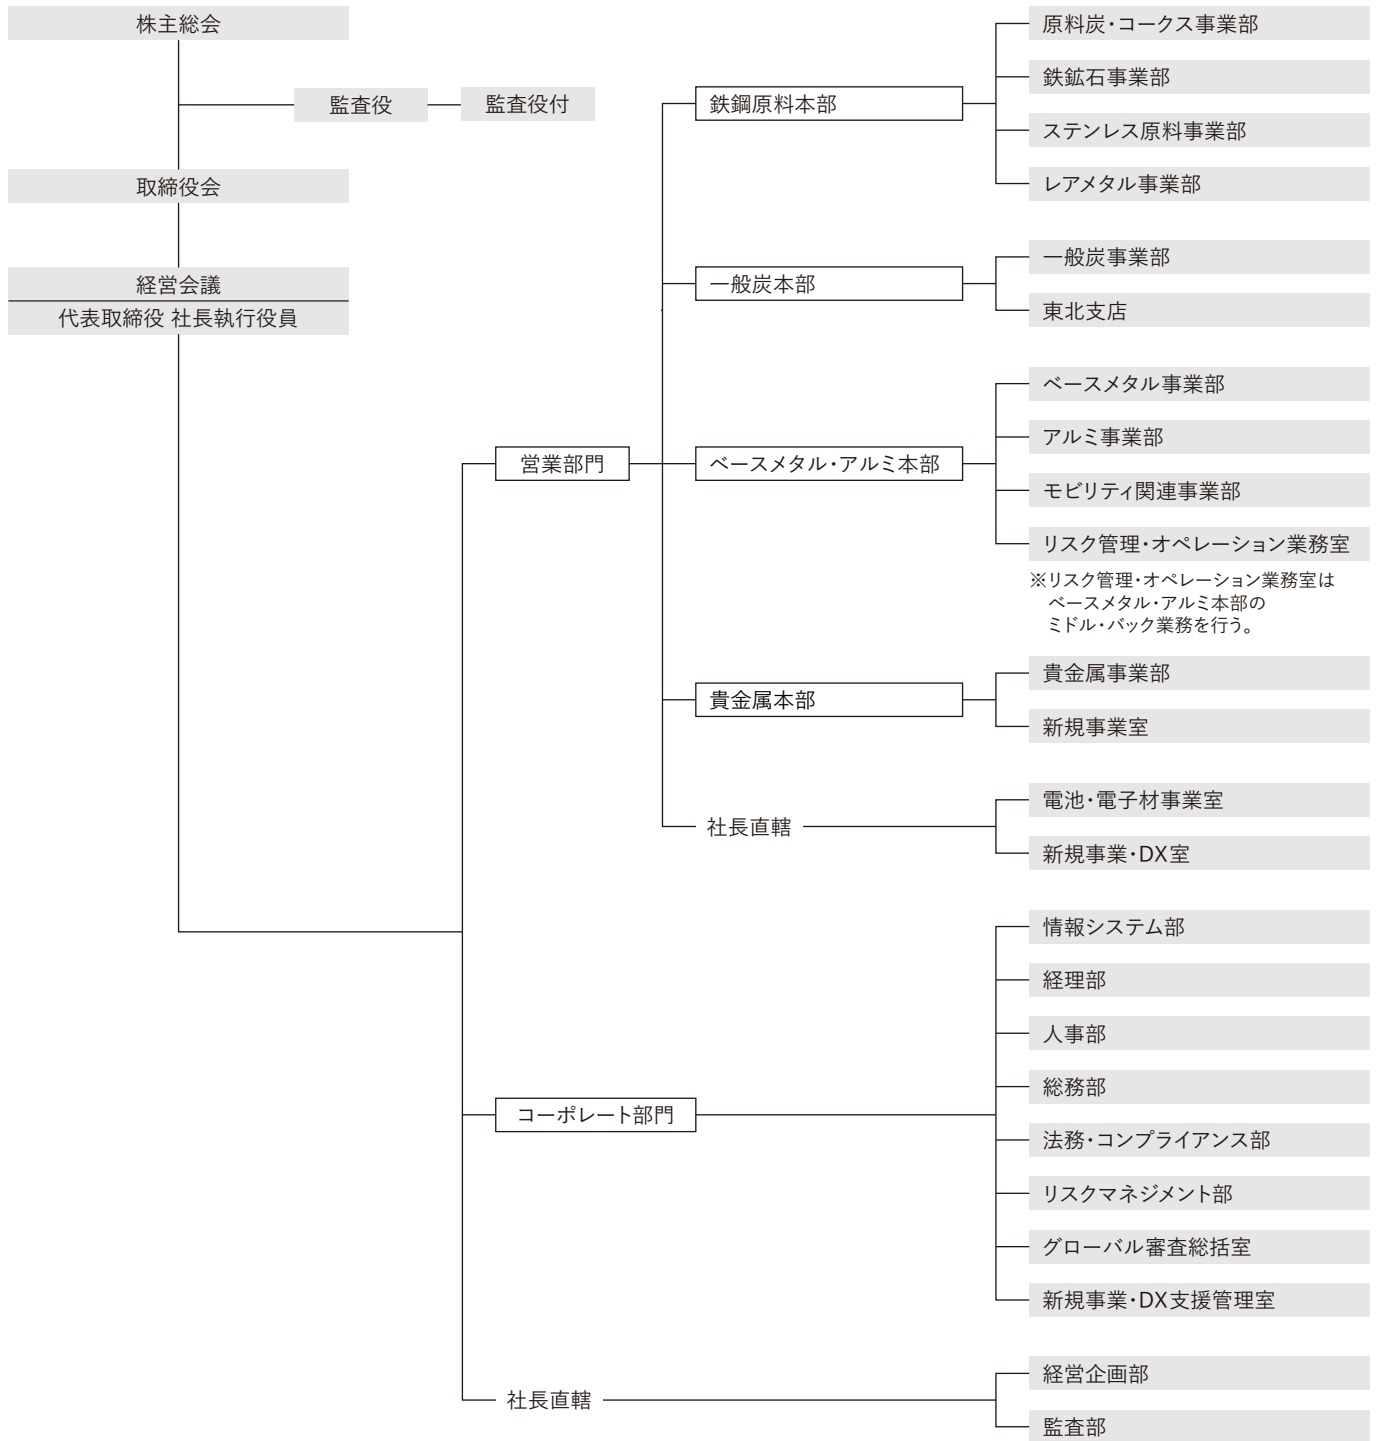 株主総会
監査役
監査役付
取締役会
経営会議
代表取締役 社長執行役員
営業部門
鉄鋼原料本部
原料炭・コークス事業部
鉄鉱石事業部
ステンレス原料事業部
レアメタル事業部
一般炭本部
一般炭事業部
東北支店
ベースメタル・アルミ本部
ベースメタル事業部
アルミ事業部
モビリティ関連事業部
リスク管理・オペレーション業務室
※リスク管理・オペレーション業務室は
ベースメタル・アルミ本部の
ミドル・バック業務を行う。
貴金属本部
貴金属事業部
新規事業室
社長直轄
電池・電子材事業室
新規事業・DX室
コーポレート部門
情報システム部
経理部
人事部
総務部
法務・コンプライアンス部
リスクマネジメント部
グローバル審査総括室
新規事業・DX支援管理室
社長直轄
経営企画部
監査部